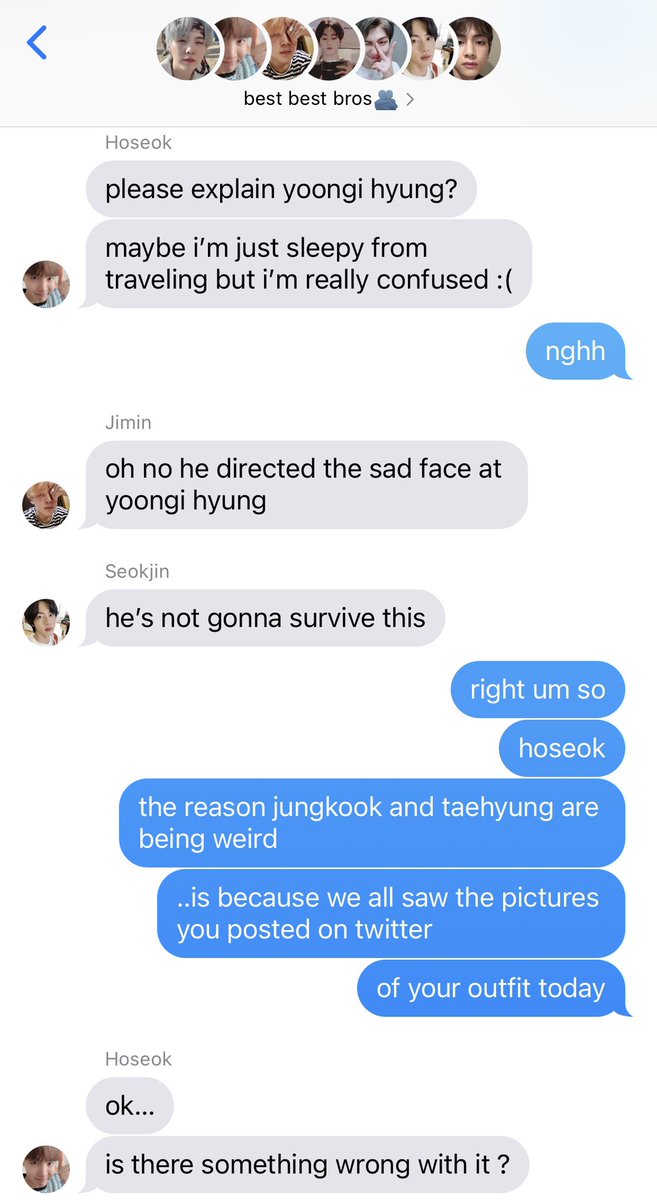 best best bros🫂 >
Hoseok
please explain yoongi hyung?
maybe i’m just sleepy from
traveling but i’m really confused :(
nghh
Jimin
oh no he directed the sad face at
yoongi hyung
Seokjin
he’s not gonna survive this
right um so
hoseok
the reason jungkook and taehyung are
being weird
..is because we all saw the pictures
you posted on twitter
of your outfit today
Hoseok
ok...
is there something wrong with it ?